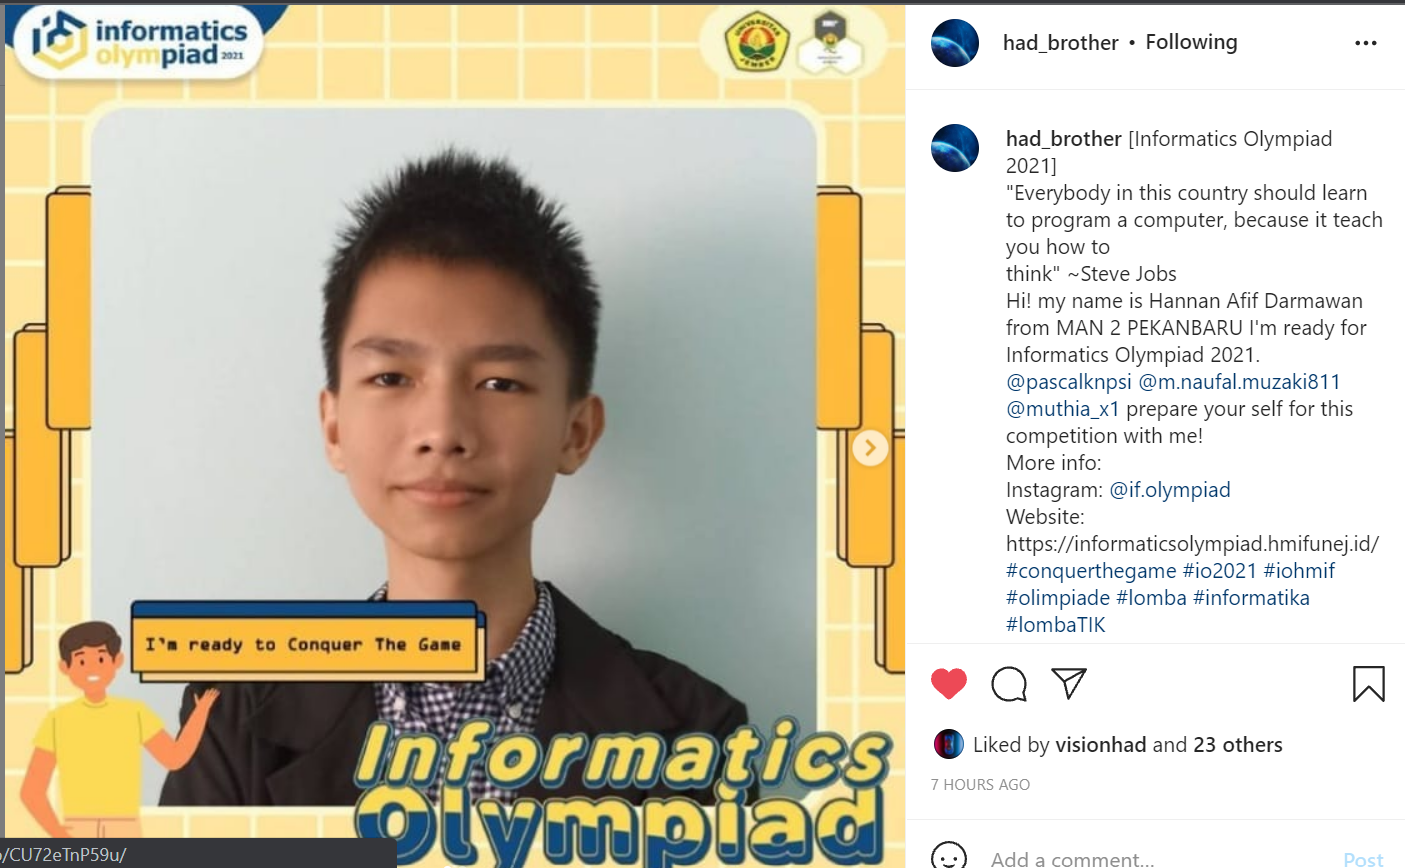 informatics
olympiad 2021
UNIVERSITAS
JEMBER
I'm ready to Conquer The Game
Informatics
Olympiad
/CU72eTnP59u/
had_brother • Following
had_brother [Informatics Olympiad
2021]
"Everybody in this country should learn
to program a computer, because it teach
you how to
think" ~Steve Jobs
Hi! my name is Hannan Afif Darmawan
from MAN 2 PEKANBARU I'm ready for
Informatics Olympiad 2021.
@pascalknpsi @m.naufal.muzaki811
@muthia_x1 prepare your self for this
competition with me!
More info:
Instagram: @if.olympiad
Website:
https://informaticsolympiad.hmifunej.id/
#conquerthegame #io2021 #iohmif
#olimpiade #lomba #informatika
#lombaTIK
Liked by visionhad and 23 others
7 HOURS AGO
Add a comment...
Post